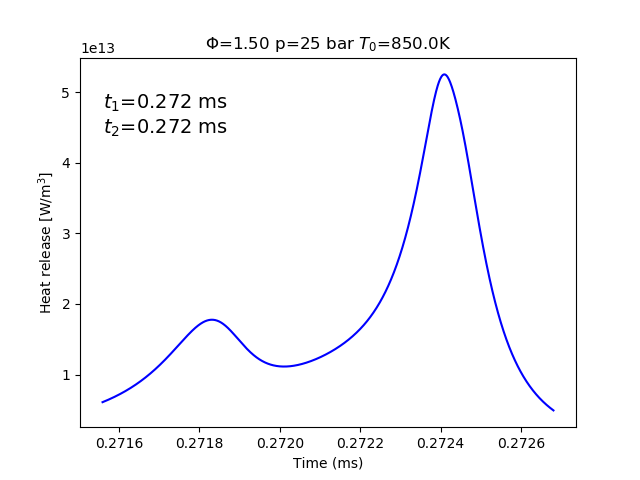 Φ=1.50 p=25 bar T₀=850.0K
1e13
t₁=0.272 ms
t₂=0.272 ms
5
4
3
2
1
Heat release [W/m³]
0.2716 0.2718 0.2720 0.2722 0.2724 0.2726
Time (ms)